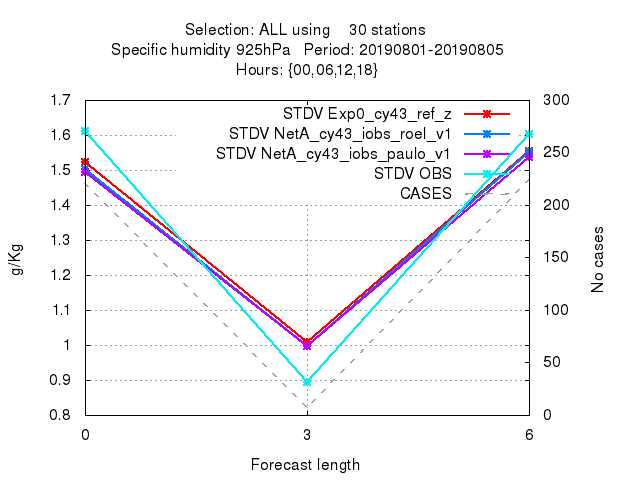 Selection: ALL using    30 stations
Specific humidity 925hPa   Period: 20190801-20190805
Hours: {00,06,12,18}
STDV Exp0_cy43_ref_z
STDV NetA_cy43_iobs_roel_v1
STDV NetA_cy43_iobs_paulo_v1
STDV OBS
CASES
1.7
1.6
1.5
1.4
1.3
1.2
1.1
1
0.9
0.8
g/Kg
300
250
200
150
100
50
0
No cases
0 3 6
Forecast length